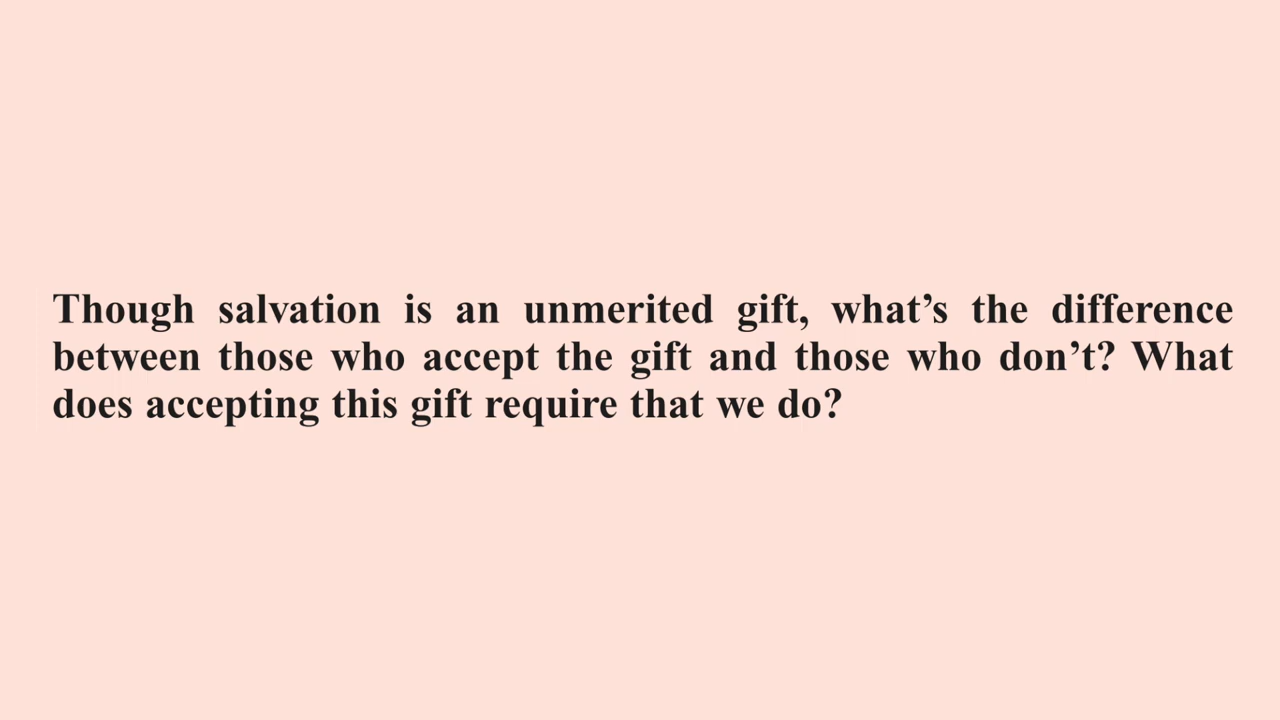 Though salvation is an unmerited gift, what’s the difference
between those who accept the gift and those who don’t? What
does accepting this gift require that we do?